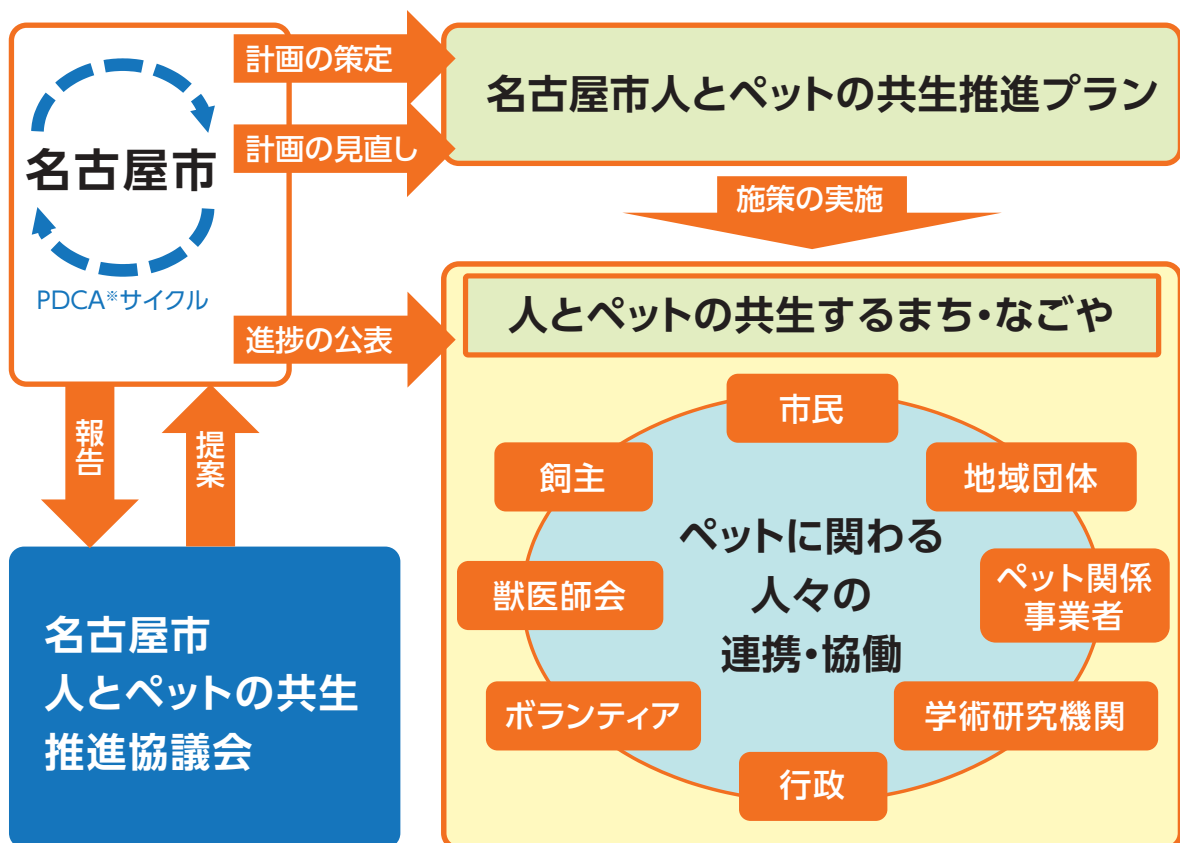 計画の策定
名古屋市人とペットの共生推進プラン
計画の見直し
名古屋市
PDCA※サイクル
施策の実施
進捗の公表
人とペットの共生するまち・なごや
報告
提案
名古屋市
人とペットの共生
推進協議会
市民
飼主
地域団体
獣医師会
ペット関係
事業者
ペットに関わる
人々の
連携・協働
ボランティア
学術研究機関
行政